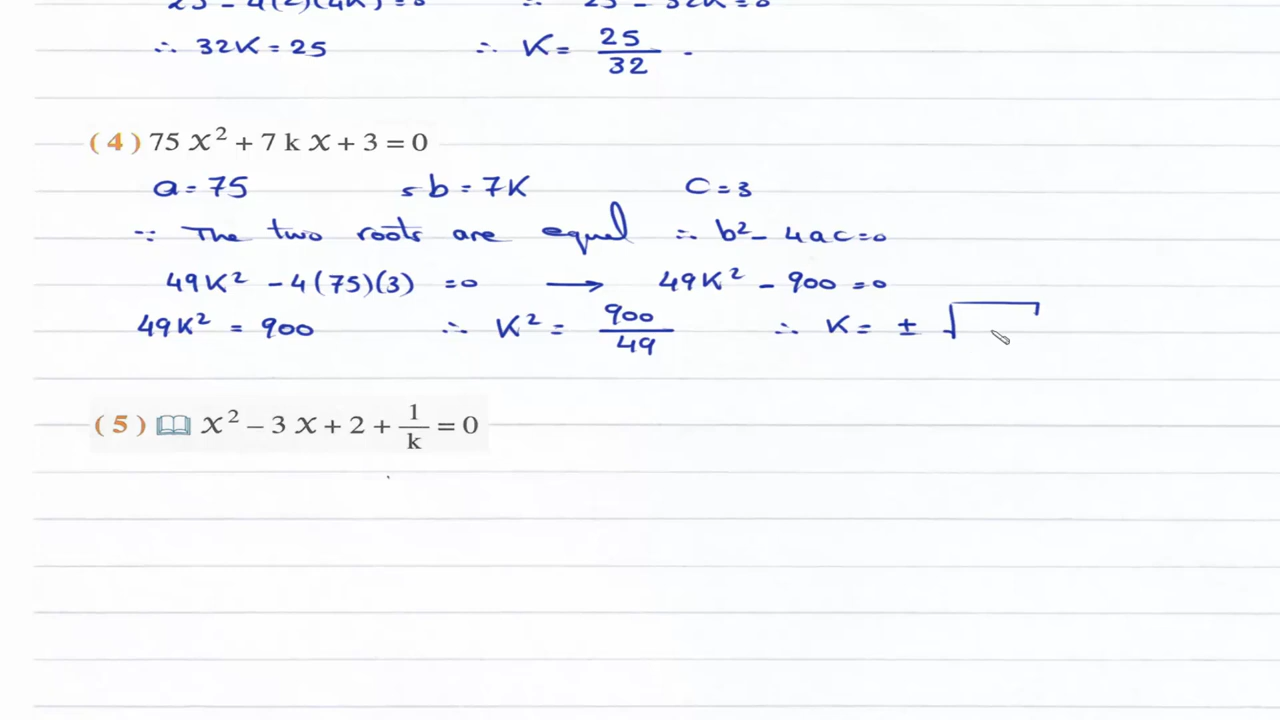 ∴ 32K = 25 ∴ K = 25/32 .
(4) 75 x² + 7 k x + 3 = 0
a = 75 , b = 7K C = 3
∵ The two roots are equal ∴ b² - 4ac = 0
49K² - 4(75)(3) = 0 → 49K² - 900 = 0
49K² = 900 ∴ K² = 900/49 ∴ K = ± √
(5) x² - 3 x + 2 + 1/k = 0